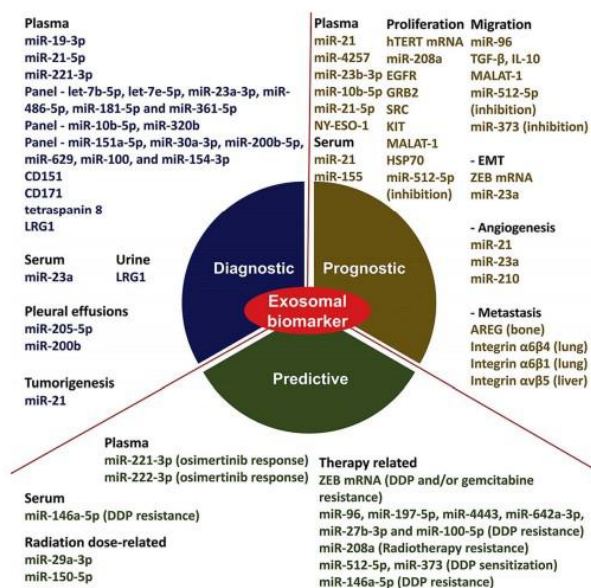 Plasma
miR-19-3p
miR-21-5p
miR-221-3p
Panel - let-7b-5p, let-7e-5p, miR-23a-3p, miR-
486-5p, miR-181-5p and miR-361-5p
Panel - miR-10b-5p, miR-320b
Panel - miR-151a-5p, miR-30a-3p, miR-200b-5p,
miR-629, miR-100, and miR-154-3p
CD151
CD171
tetraspanin 8
LRG1
Serum
miR-23a
Urine
LRG1
Pleural effusions
miR-205-5p
miR-200b
Tumorigenesis
miR-21
Plasma
miR-21
miR-4257
miR-23b-3p
miR-10b-5p
miR-21-5p
NY-ESO-1
Serum
miR-21
miR-155
Proliferation
hTERT mRNA
miR-208a
EGFR
GRB2
SRC
KIT
MALAT-1
HSP70
miR-512-5p
(inhibition)
Migration
miR-96
TGF-β, IL-10
MALAT-1
miR-512-5p
(inhibition)
miR-373 (inhibition)
- EMT
ZEB mRNA
miR-23a
- Angiogenesis
miR-21
miR-23a
miR-210
- Metastasis
AREG (bone)
Integrin α6β4 (lung)
Integrin α6β1 (lung)
Integrin αvβ5 (liver)
Diagnostic
Prognostic
Exosomal
biomarker
Predictive
Plasma
miR-221-3p (osimertinib response)
miR-222-3p (osimertinib response)
Serum
miR-146a-5p (DDP resistance)
Radiation dose-related
miR-29a-3p
miR-150-5p
Therapy related
ZEB mRNA (DDP and/or gemcitabine
resistance)
miR-96, miR-197-5p, miR-4443, miR-642a-3p,
miR-27b-3p and miR-100-5p (DDP resistance)
miR-208a (Radiotherapy resistance)
miR-512-5p, miR-373 (DDP sensitization)
miR-146a-5p (DDP resistance)